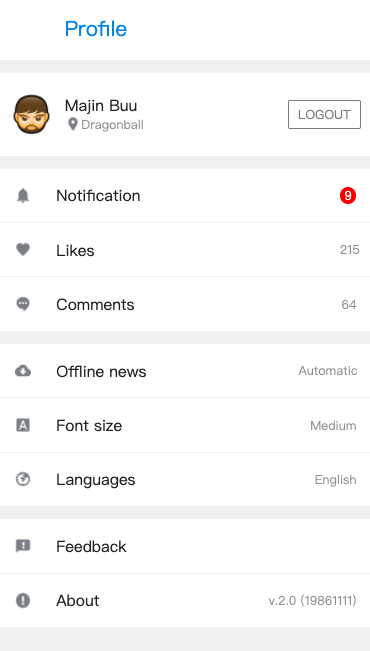 Profile
Majin Buu
LOGOUT
Dragonball
Notification 9
Likes 215
Comments 64
Offline news Automatic
Font size Medium
Languages English
Feedback
About v.2.0 (19861111)